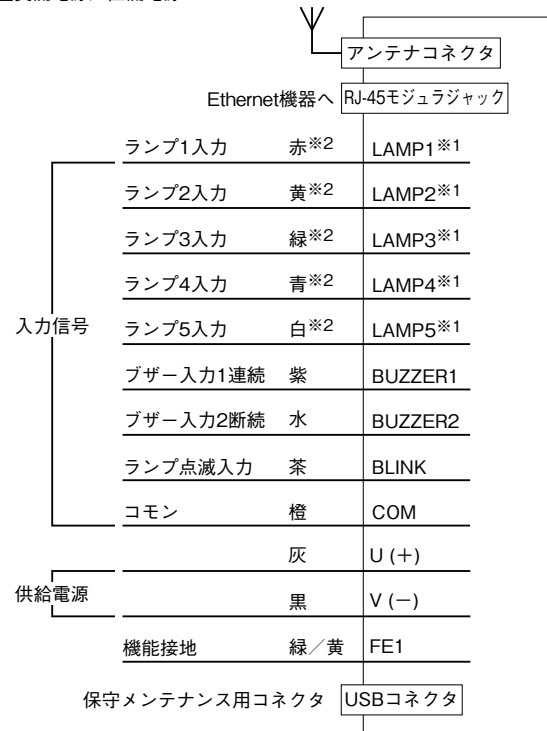 アンテナコネクタ
Ethernet機器へ RJ-45モジュラジャック
ランプ1入力 赤※2 LAMP1※1
ランプ2入力 黄※2 LAMP2※1
ランプ3入力 緑※2 LAMP3※1
ランプ4入力 青※2 LAMP4※1
入力信号 ランプ5入力 白※2 LAMP5※1
ブザー入力1連続 紫 BUZZER1
ブザー入力2断続 水 BUZZER2
ランプ点滅入力 茶 BLINK
コモン 橙 COM
灰 U (+)
供給電源
黒 V (−)
機能接地 緑/黄 FE1
保守メンテナンス用コネクタ USBコネクタ